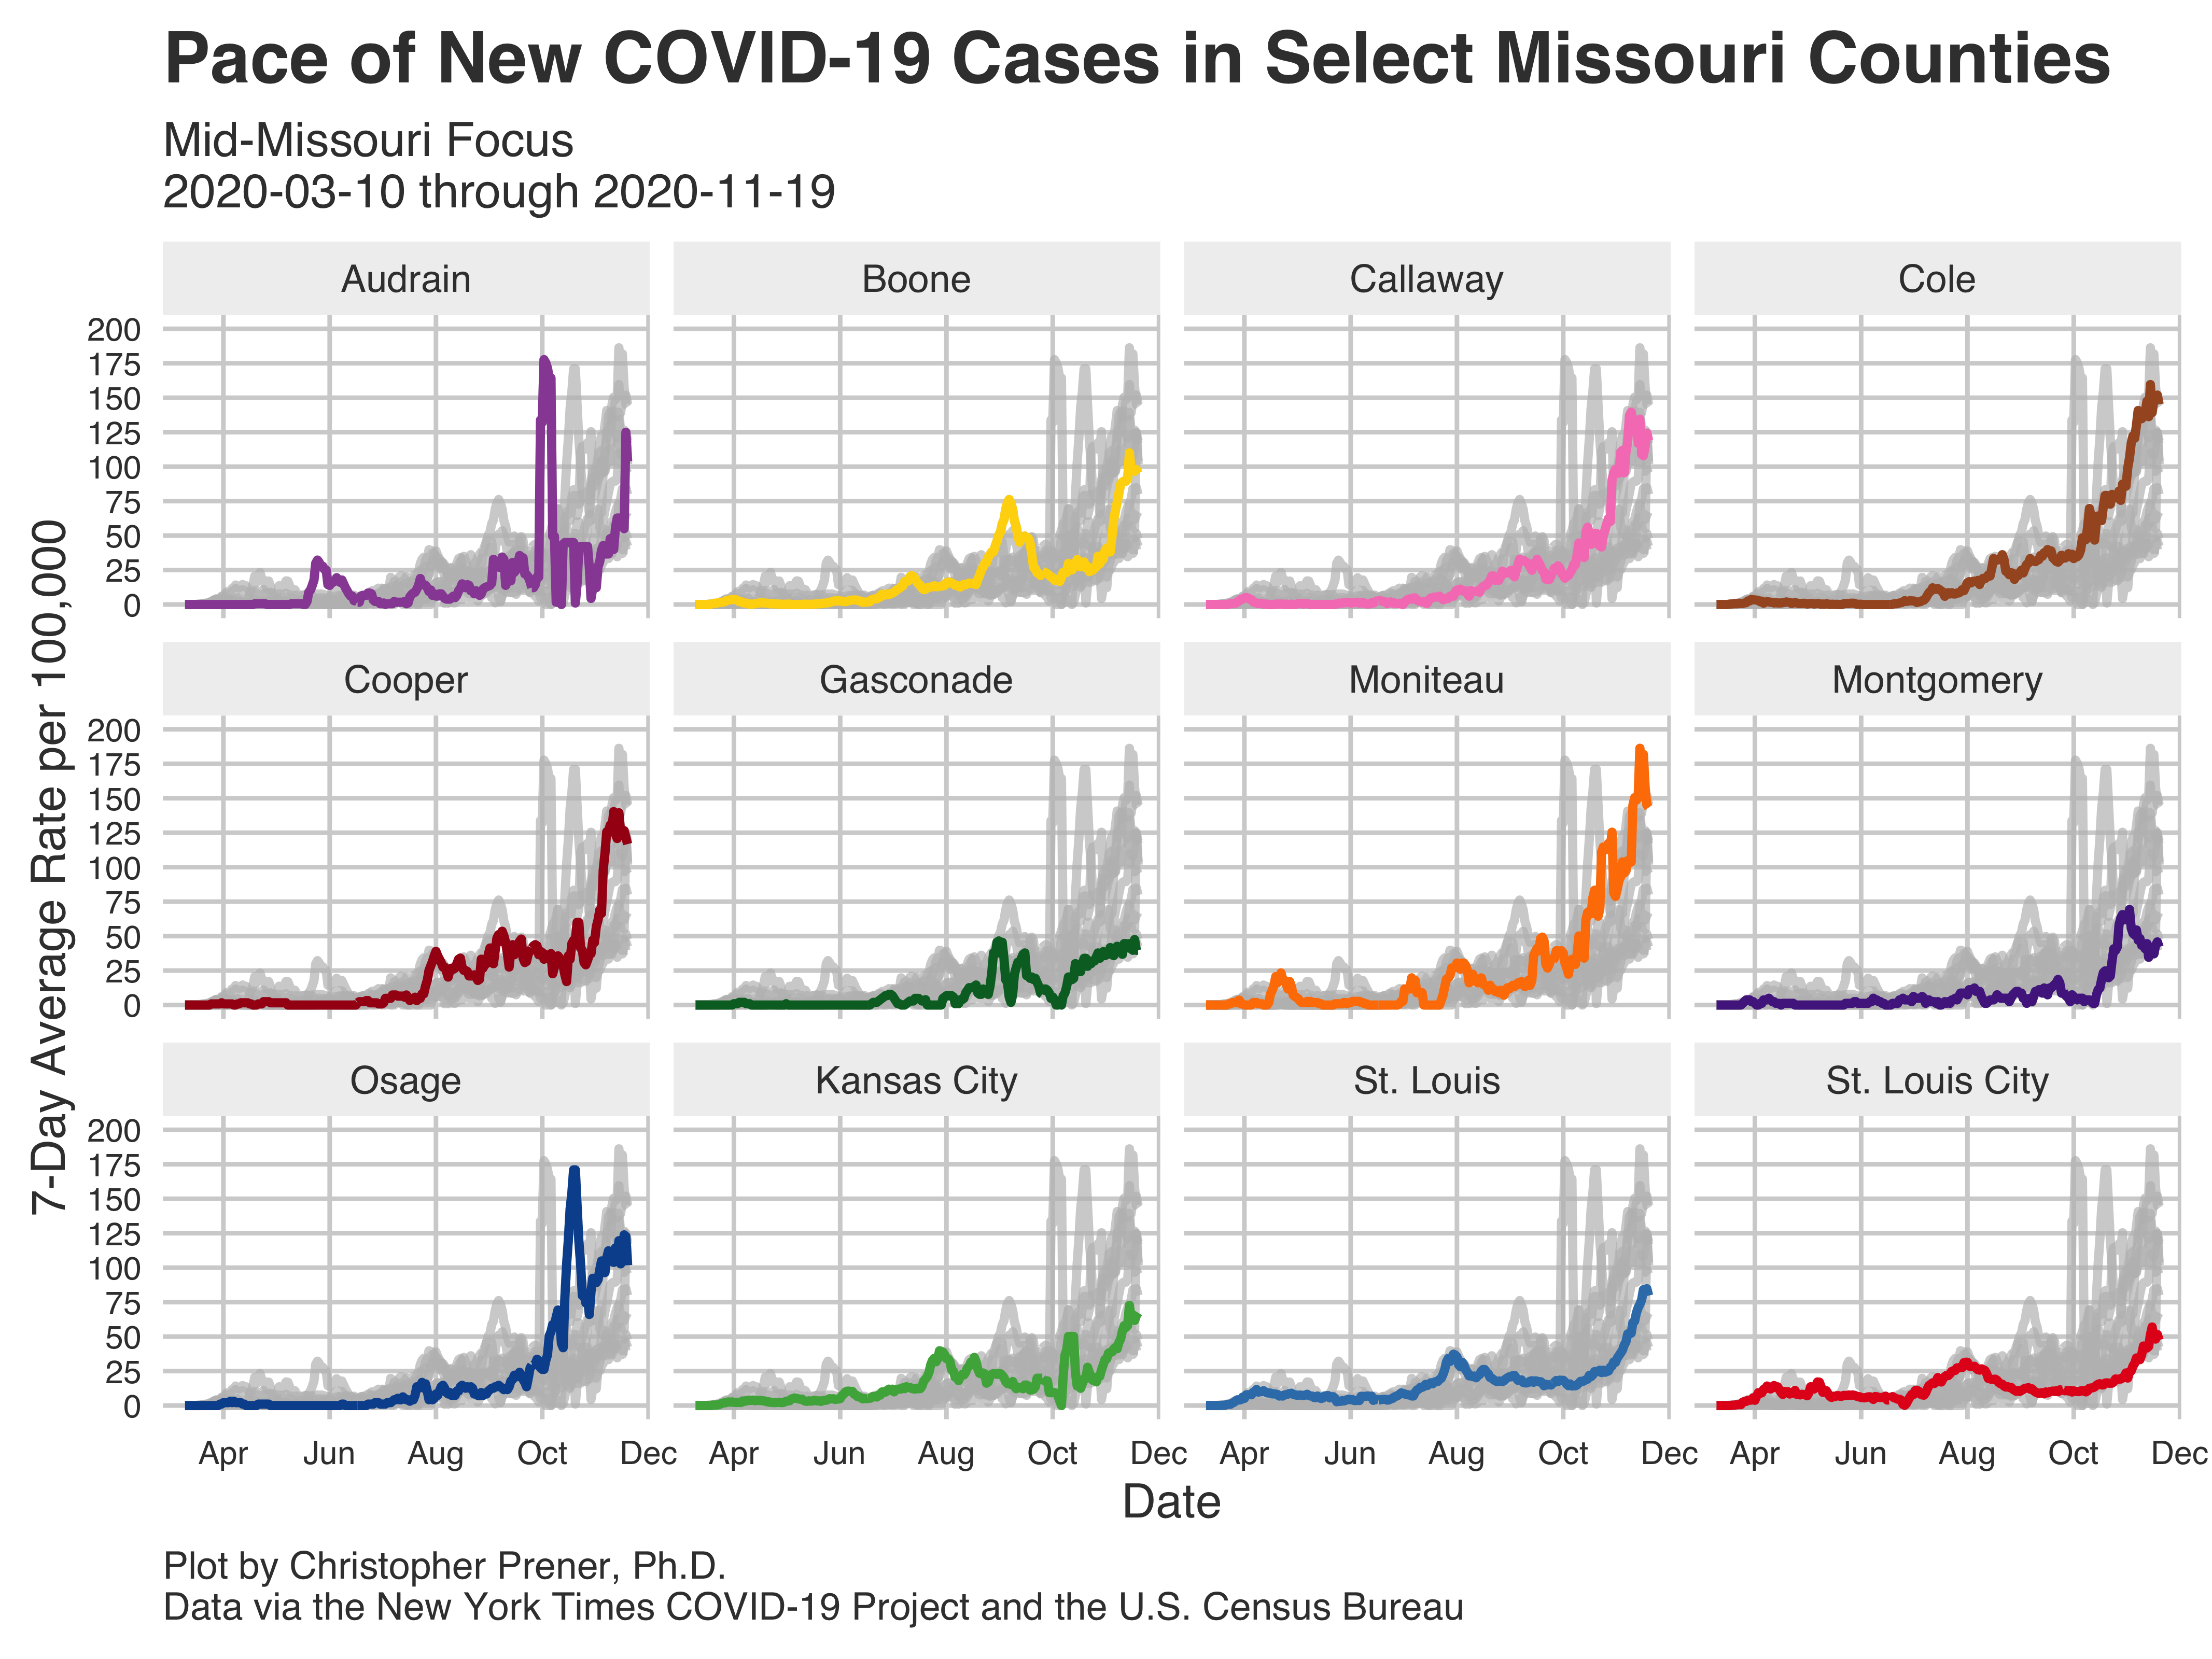 Pace of New COVID-19 Cases in Select Missouri Counties
Mid-Missouri Focus
2020-03-10 through 2020-11-19
7-Day Average Rate per 100,000
Audrain
Boone
Callaway
Cole
200
175
150
125
100
75
50
25
0
Cooper
Gasconade
Moniteau
Montgomery
200
175
150
125
100
75
50
25
0
Osage
Kansas City
St. Louis
St. Louis City
200
175
150
125
100
75
50
25
0
Apr Jun Aug Oct Dec Apr Jun Aug Oct Dec Apr Jun Aug Oct Dec Apr Jun Aug Oct Dec
Date
Plot by Christopher Prener, Ph.D.
Data via the New York Times COVID-19 Project and the U.S. Census Bureau